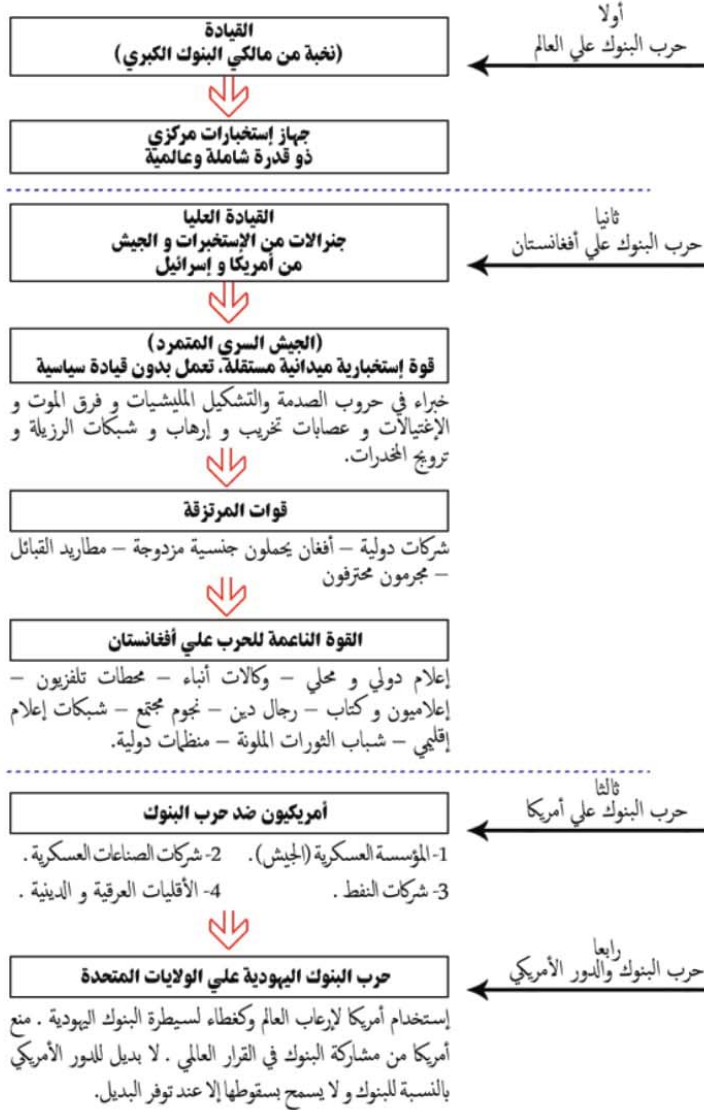 أولا
حرب البنوك علي العالم
القيادة
(نخبة من مالكي البنوك الكبري)
جهاز إستخبارات مركزي
ذو قدرة شاملة وعالمية
ثانيا
حرب البنوك علي أفغانستان
القيادة العليا
جنرالات من الإستخبرات و الجيش
من أمريكا و إسرائيل
(الجيش السري المتمرد)
قوة إستخبارية ميدانية مستقلة، تعمل بدون قيادة سياسية
خبراء في حروب الصدمة والتشكيل المليشيات و فرق الموت و
الإغتيالات و عصابات تخريب و إرهاب و شبكات الرزيلة و
ترويج المخدرات.
قوات المرتزقة
شركات دولية – أفغان يحملون جنسية مزدوجة – مطاريد القبائل
– مجرمون محترفون
القوة الناعمة للحرب علي أفغانستان
إعلام دولي و محلي – وكالات أنباء – محطات تلفزيون –
إعلاميون و كتاب – رجال دين – نجوم مجتمع – شبكات إعلام
إقليمي – شباب الثورات الملونة – منظمات دولية.
ثالثا
حرب البنوك علي أمريكا
أمريكيون ضد حرب البنوك
1- المؤسسة العسكرية (الجيش). 2- شركات الصناعات العسكرية .
3- شركات النفط . 4- الأقليات العرقية و الدينية .
رابعا
حرب البنوك والدور الأمريكي
حرب البنوك اليهودية علي الولايات المتحدة
إستخدام أمريكا لإرعاب العالم وكغطاء لسيطرة البنوك اليهودية . منع
أمريكا من مشاركة البنوك في القرار العالمي . لا بديل للدور الأمريكي
بالنسبة للبنوك و لا يسمح بسقوطها إلا عند توفر البديل.